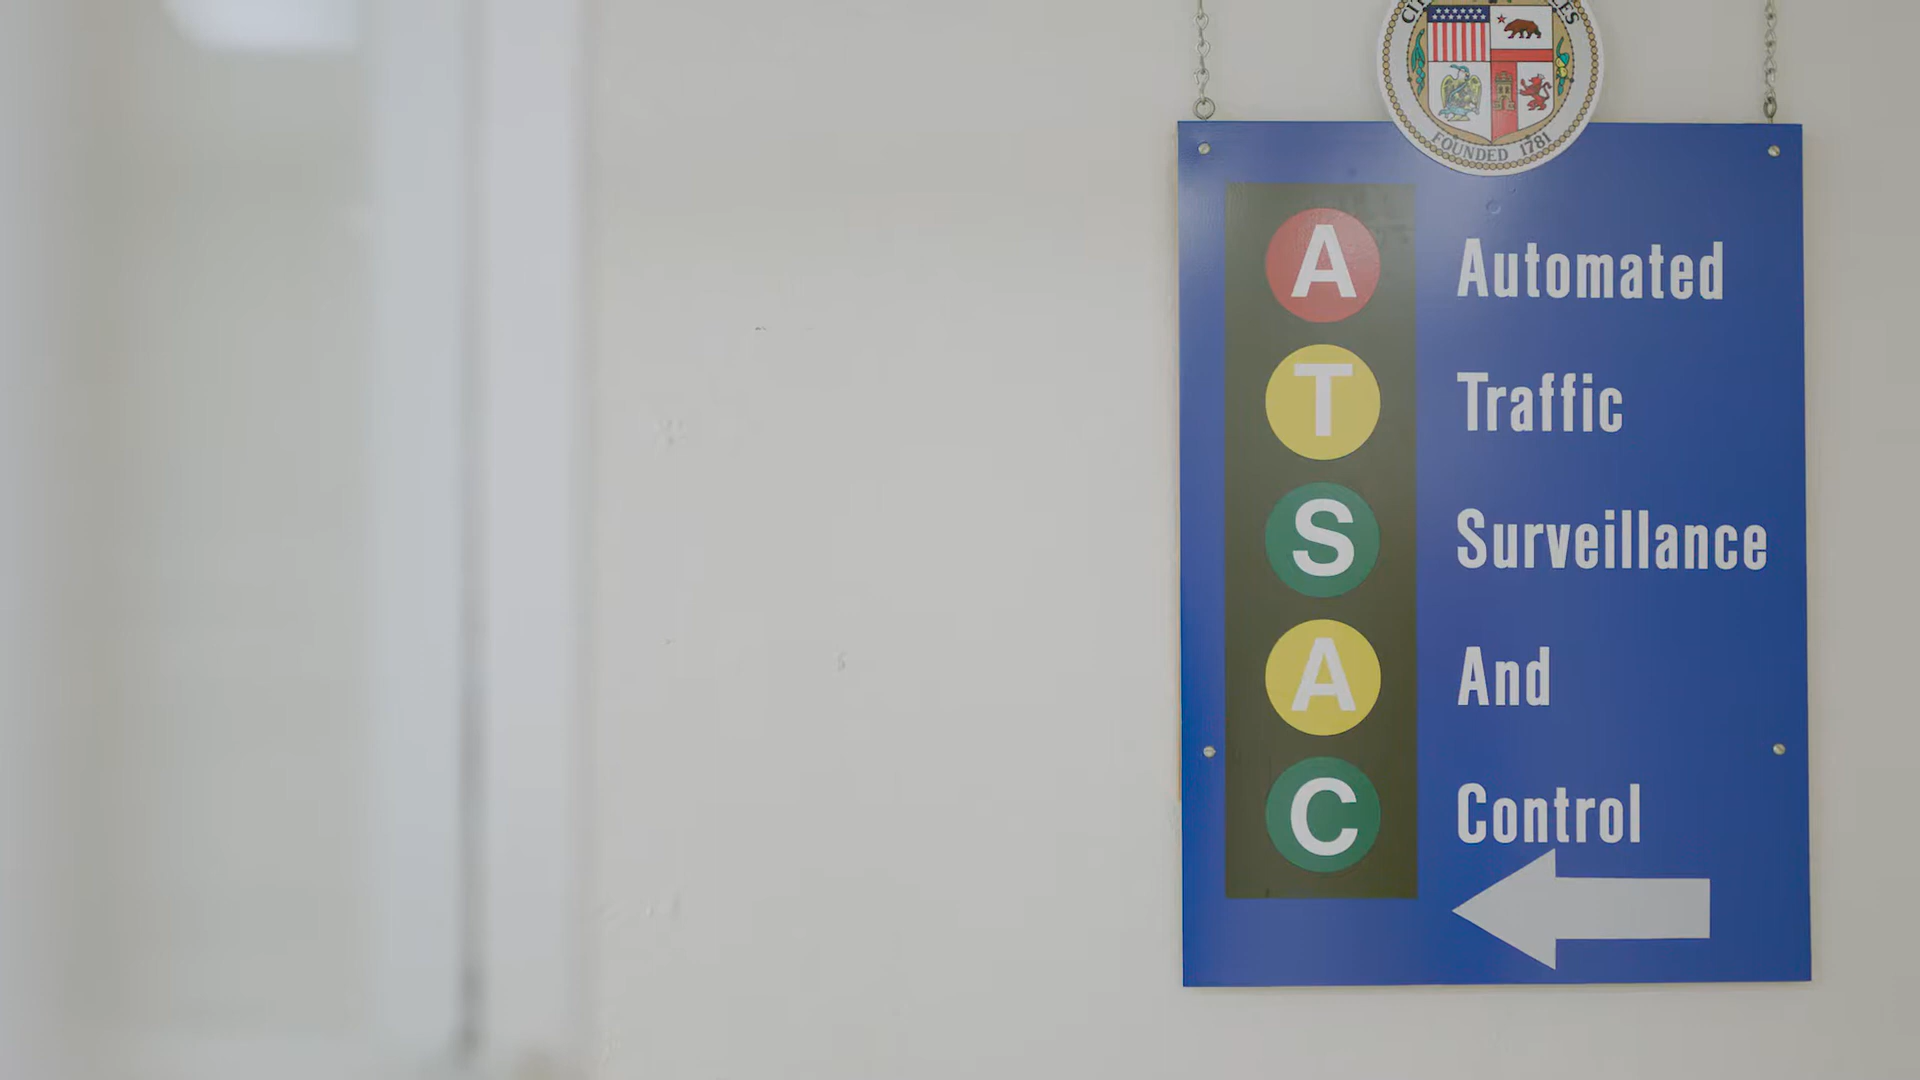 FOUNDED 1781
A Automated
T Traffic
S Surveillance
A And
C Control